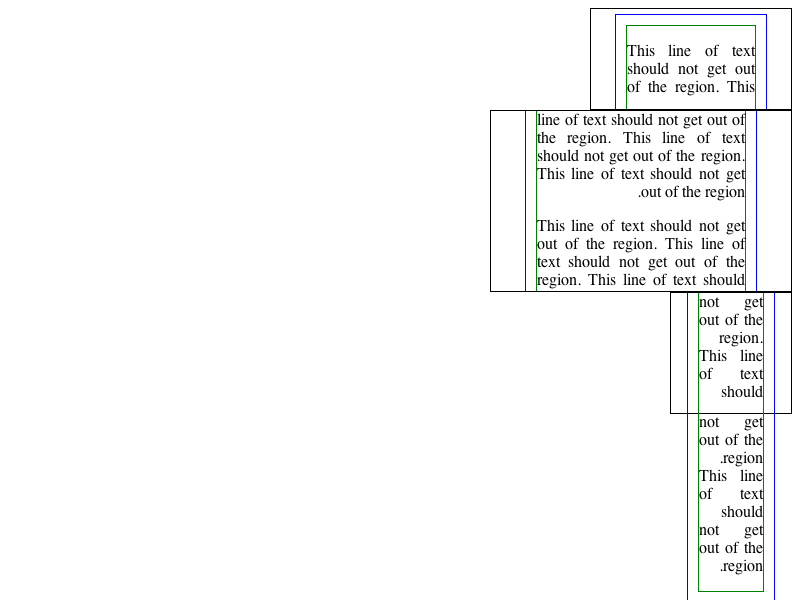 This line of text
should not get out
of the region. This
line of text should not get out of
the region. This line of text
should not get out of the region.
This line of text should not get
.out of the region
This line of text should not get
out of the region. This line of
text should not get out of the
region. This line of text should
not get
out of the
region.
This line
of text
should
not get
out of the
.region
This line
of text
should
not get
out of the
.region